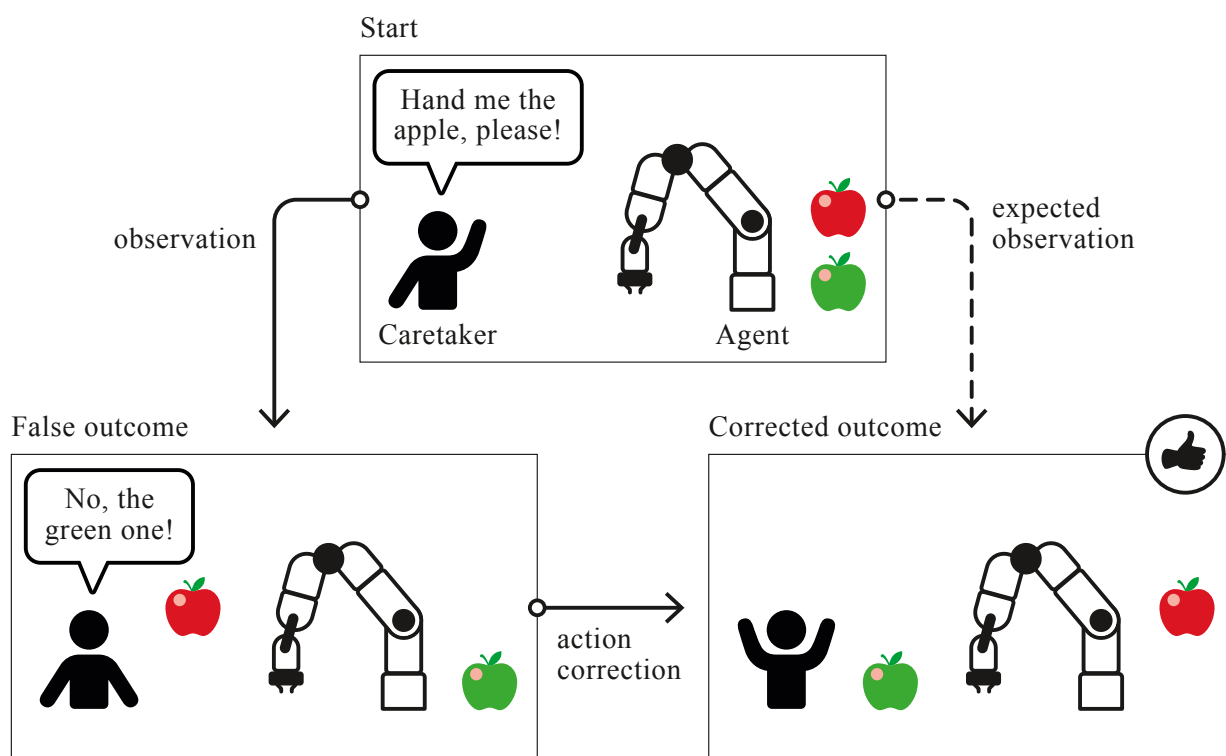 Start
Hand me the
apple, please!
observation
expected
observation
Caretaker
Agent
False outcome
Corrected outcome
No, the
green one!
action
correction